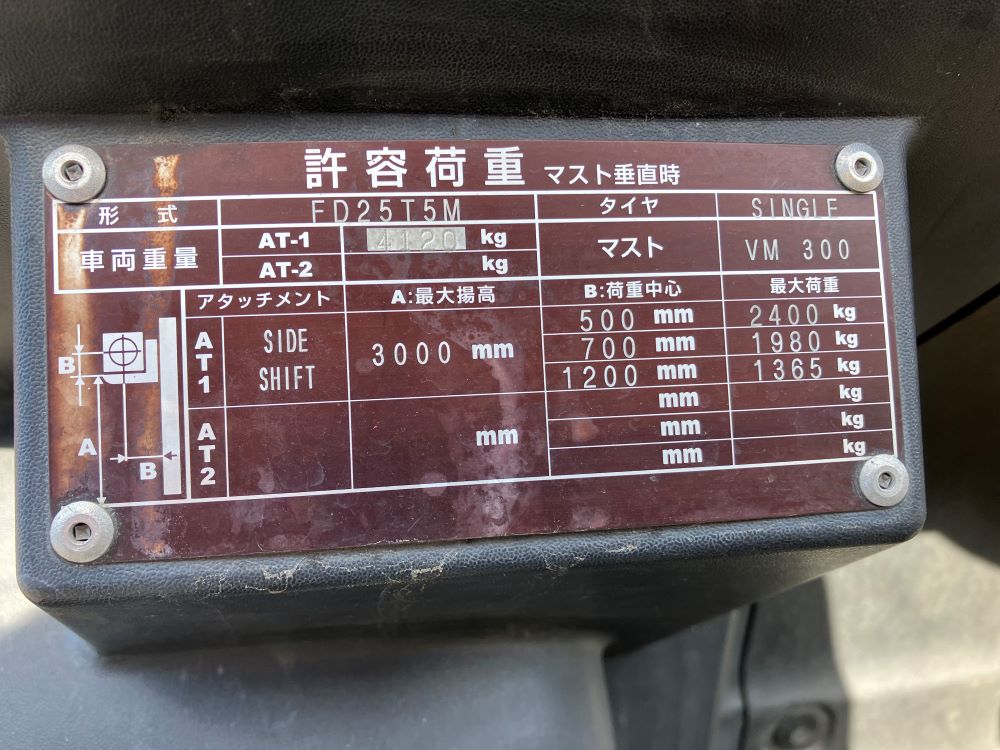 許容荷重 マスト垂直時
形 式 FD25T5M タイヤ SINGLE
車両重量 AT-1 4120 kg マスト VM 300
AT-2 kg
アタッチメント A:最大揚高 B:荷重中心 最大荷重
AT1 SIDE SHIFT 3000 mm 500 mm 2400 kg
700 mm 1980 kg
1200 mm 1365 kg
mm kg
AT2 mm mm kg
mm kg
B
A
B